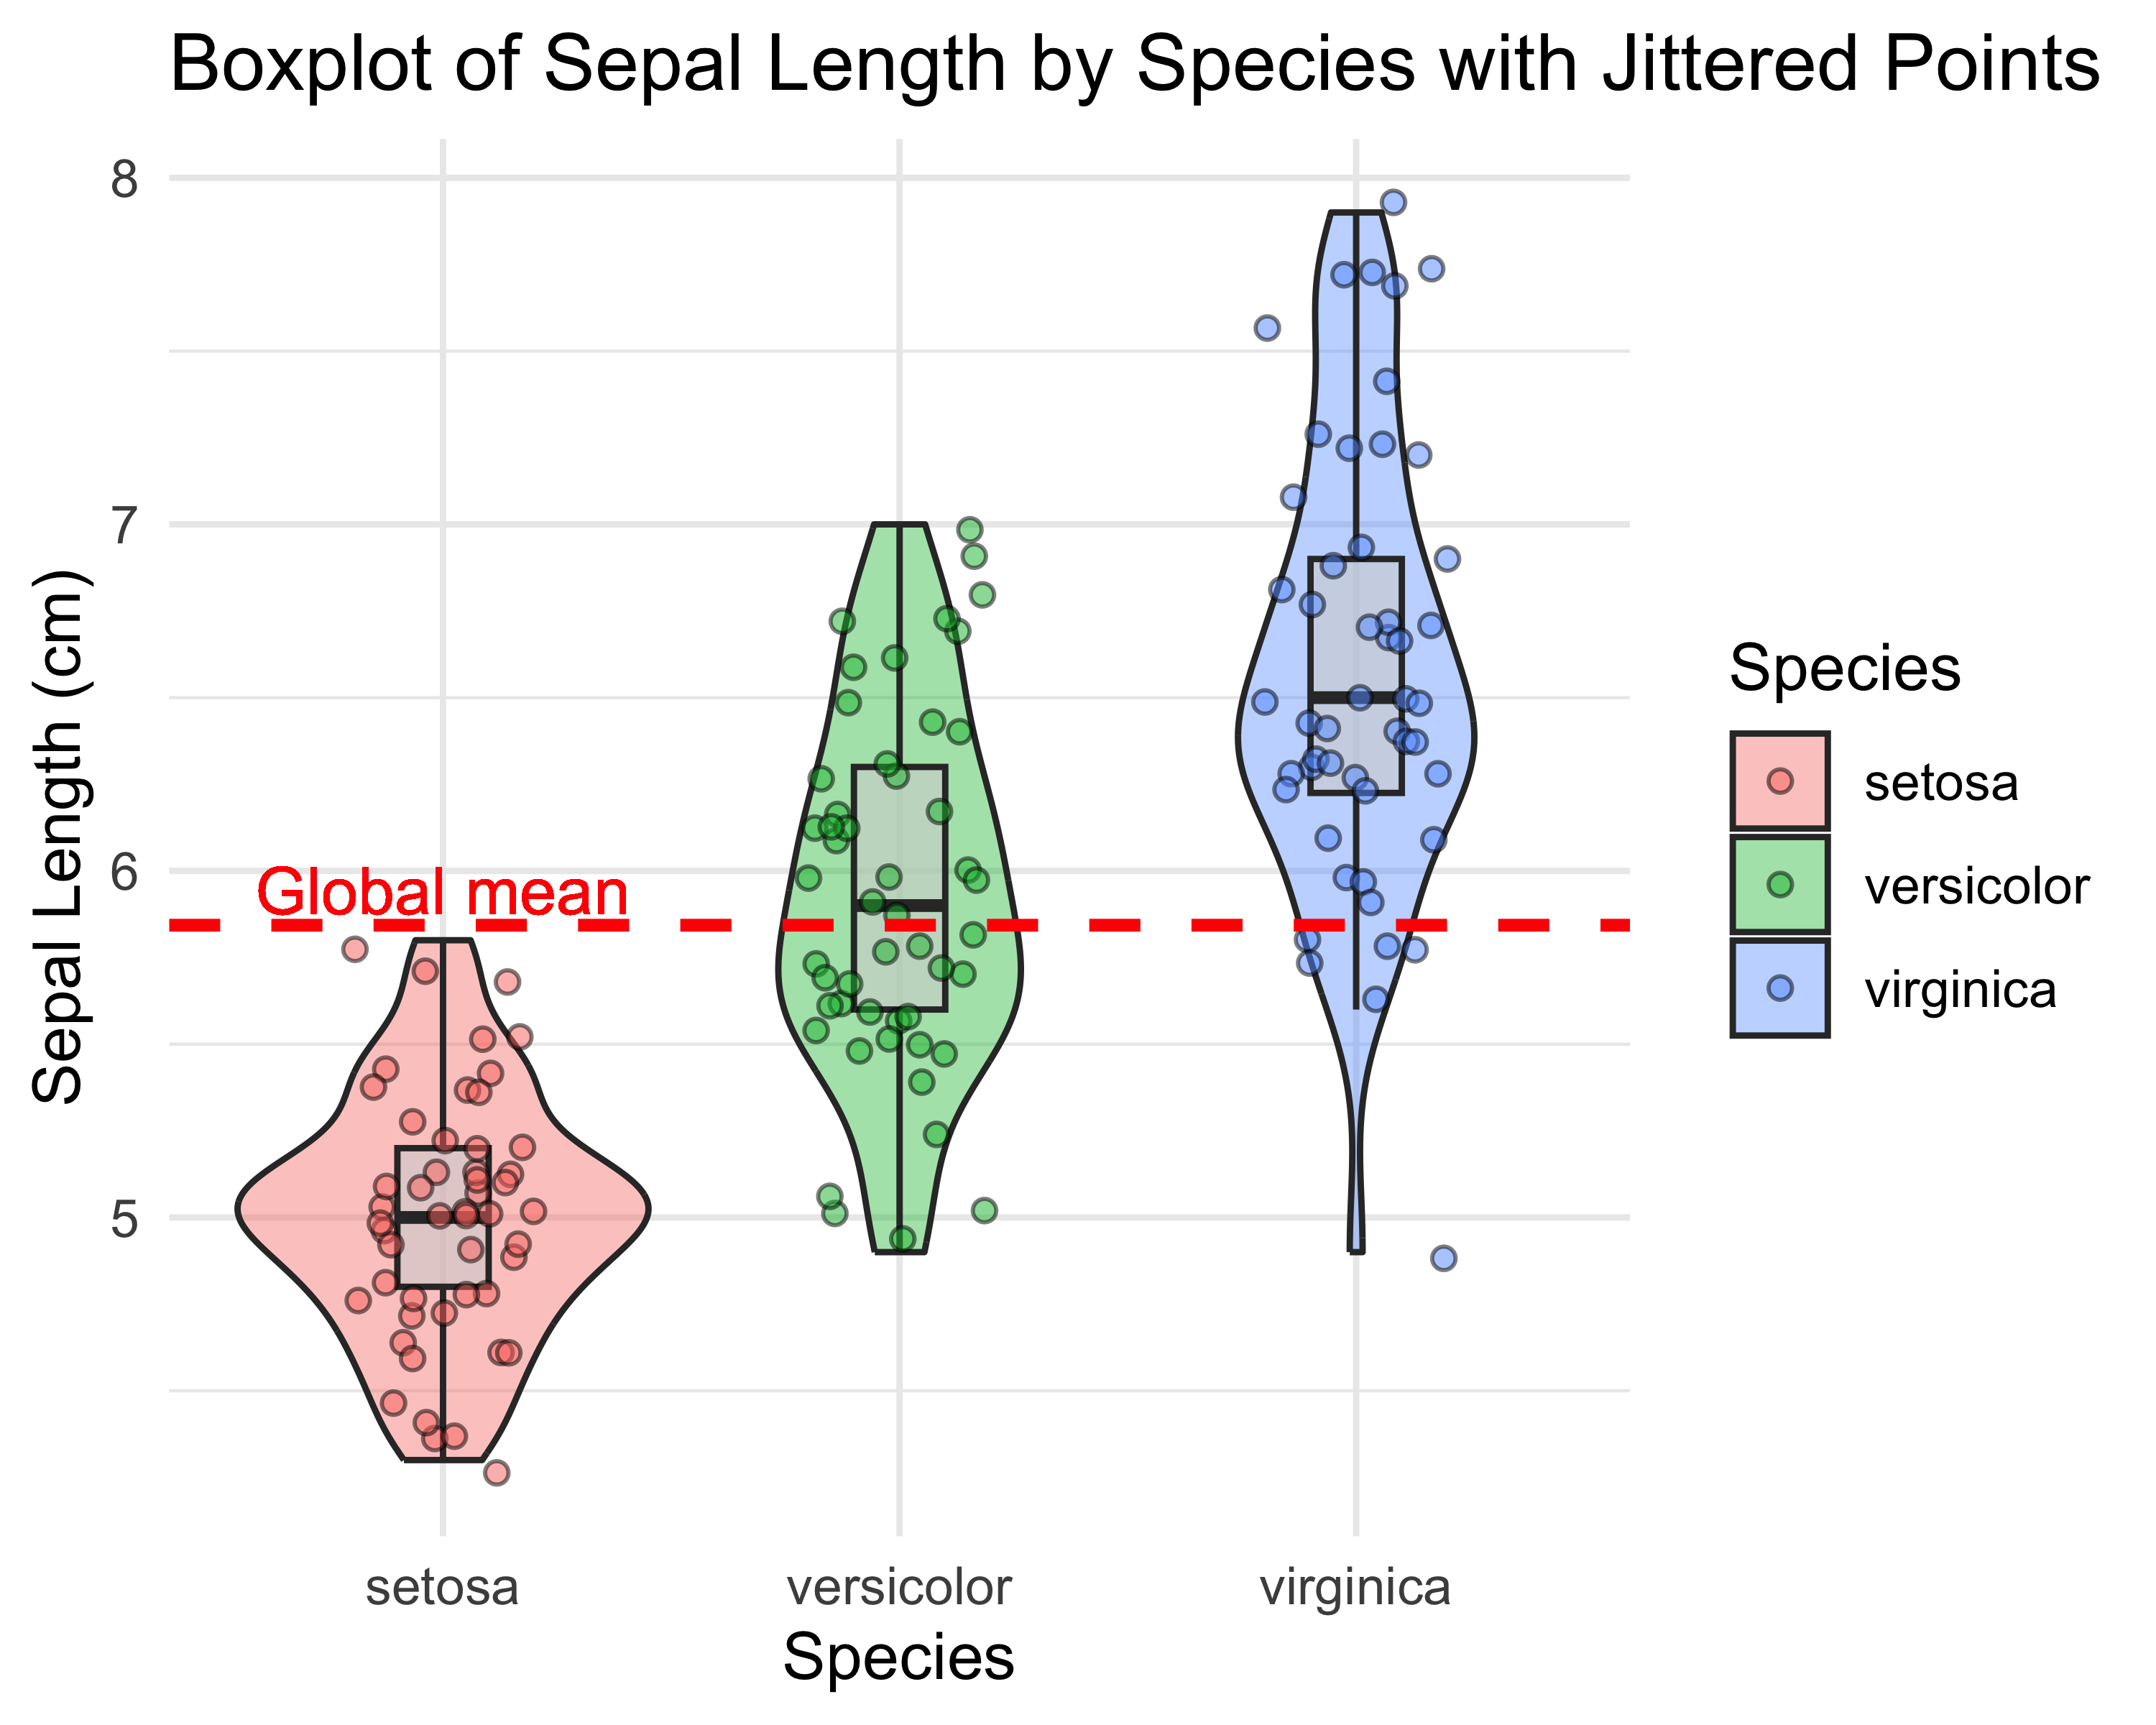 Boxplot of Sepal Length by Species with Jittered Points
Sepal Length (cm)
8
7
6
5
Global mean
setosa
versicolor
virginica
Species
Species
setosa
versicolor
virginica